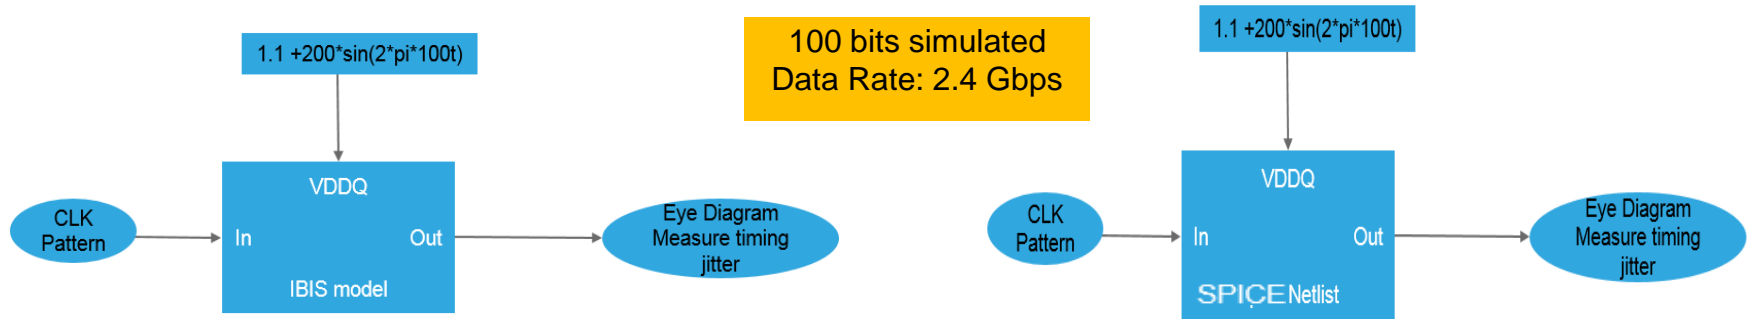 1.1 +200*sin(2*pi*100t)
VDDQ
CLK
Pattern
In
Out
IBIS model
Eye Diagram
Measure timing
jitter
100 bits simulated
Data Rate: 2.4 Gbps
1.1 +200*sin(2*pi*100t)
VDDQ
CLK
Pattern
In
Out
SPICE Netlist
Eye Diagram
Measure timing
jitter